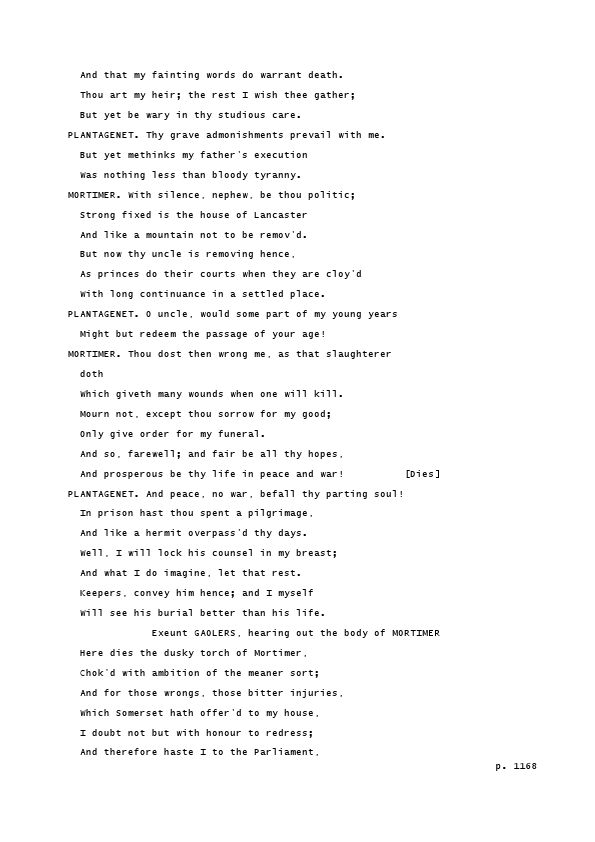 And that my fainting words do warrant death.
Thou art my heir; the rest I wish thee gather;
But yet be wary in thy studious care.
PLANTAGENET. Thy grave admonishments prevail with me.
But yet methinks my father's execution
Was nothing less than bloody tyranny.
MORTIMER. With silence, nephew, be thou politic;
Strong fixed is the house of Lancaster
And like a mountain not to be remov'd.
But now thy uncle is removing hence,
As princes do their courts when they are cloy'd
With long continuance in a settled place.
PLANTAGENET. O uncle, would some part of my young years
Might but redeem the passage of your age!
MORTIMER. Thou dost then wrong me, as that slaughterer
doth
Which giveth many wounds when one will kill.
Mourn not, except thou sorrow for my good;
Only give order for my funeral.
And so, farewell; and fair be all thy hopes,
And prosperous be thy life in peace and war! [Dies]
PLANTAGENET. And peace, no war, befall thy parting soul!
In prison hast thou spent a pilgrimage,
And like a hermit overpass'd thy days.
Well, I will lock his counsel in my breast;
And what I do imagine, let that rest.
Keepers, convey him hence; and I myself
Will see his burial better than his life.
Exeunt GAOLERS, hearing out the body of MORTIMER
Here dies the dusky torch of Mortimer,
Chok'd with ambition of the meaner sort;
And for those wrongs, those bitter injuries,
Which Somerset hath offer'd to my house,
I doubt not but with honour to redress;
And therefore haste I to the Parliament,
p. 1168